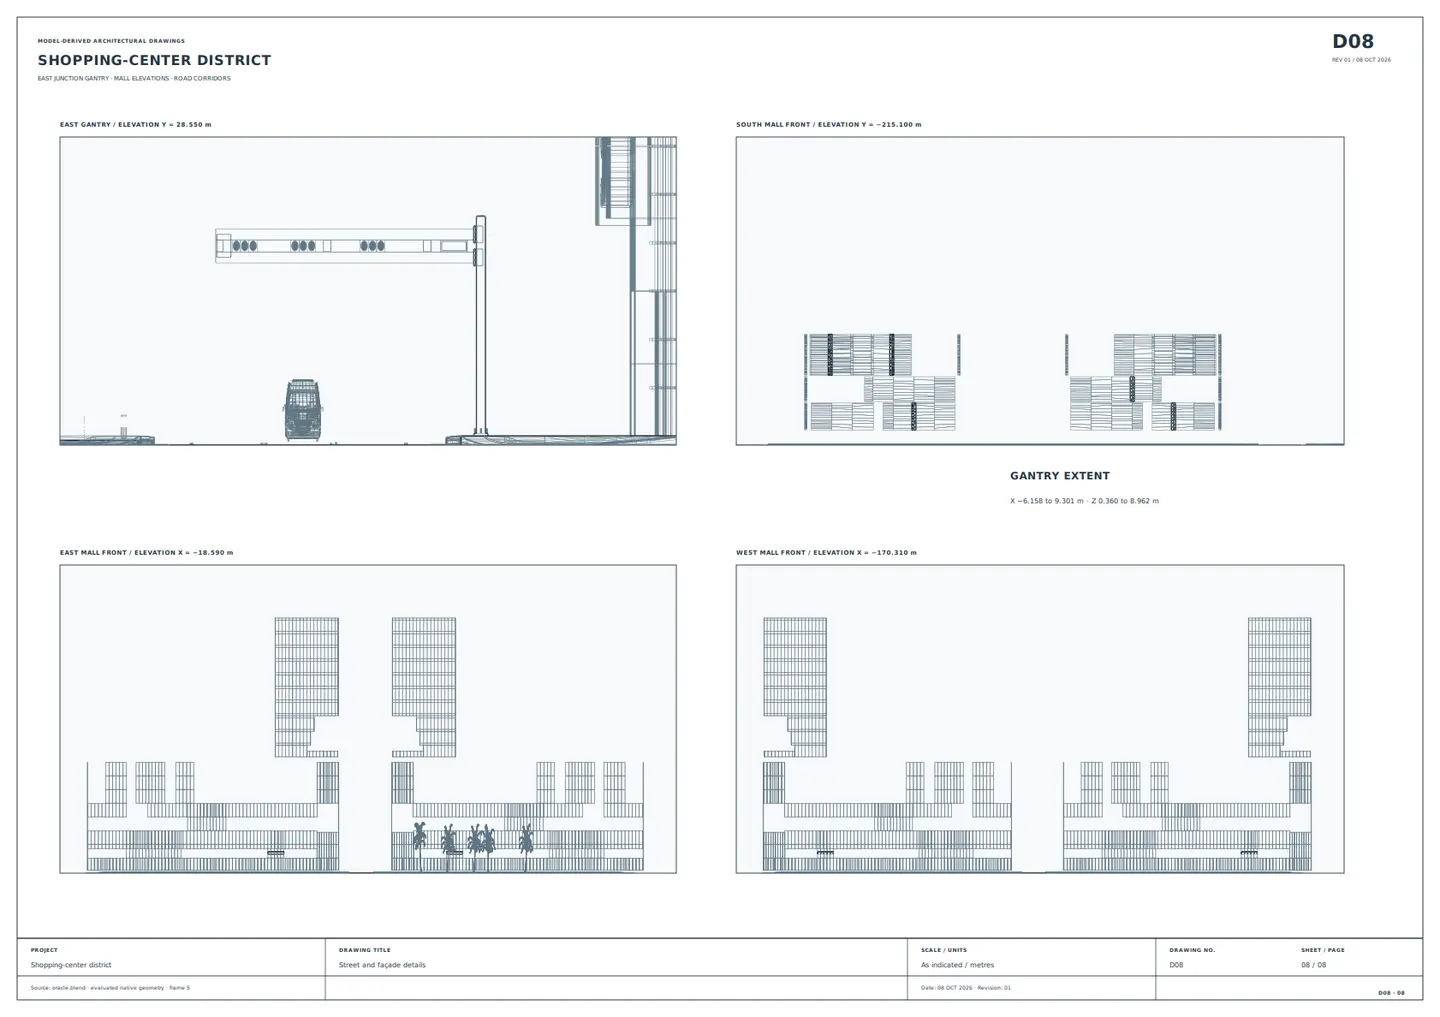 MODEL-DERIVED ARCHITECTURAL DRAWINGS
SHOPPING-CENTER DISTRICT
EAST JUNCTION GANTRY · MALL ELEVATIONS · ROAD CORRIDORS
D08
REV 01 / 08 OCT 2026
EAST GANTRY / ELEVATION Y = 28.550 m
SOUTH MALL FRONT / ELEVATION Y = −215.100 m
GANTRY EXTENT
X −6.158 to 9.301 m · Z 0.360 to 8.962 m
EAST MALL FRONT / ELEVATION X = −18.590 m
WEST MALL FRONT / ELEVATION X = −170.310 m
PROJECT
Shopping-center district
DRAWING TITLE
Street and façade details
SCALE / UNITS
As indicated / metres
DRAWING NO.
D08
SHEET / PAGE
08 / 08
Source: oracle.blend · evaluated native geometry · frame 5
Date: 08 OCT 2026 · Revision: 01
D08 - 08